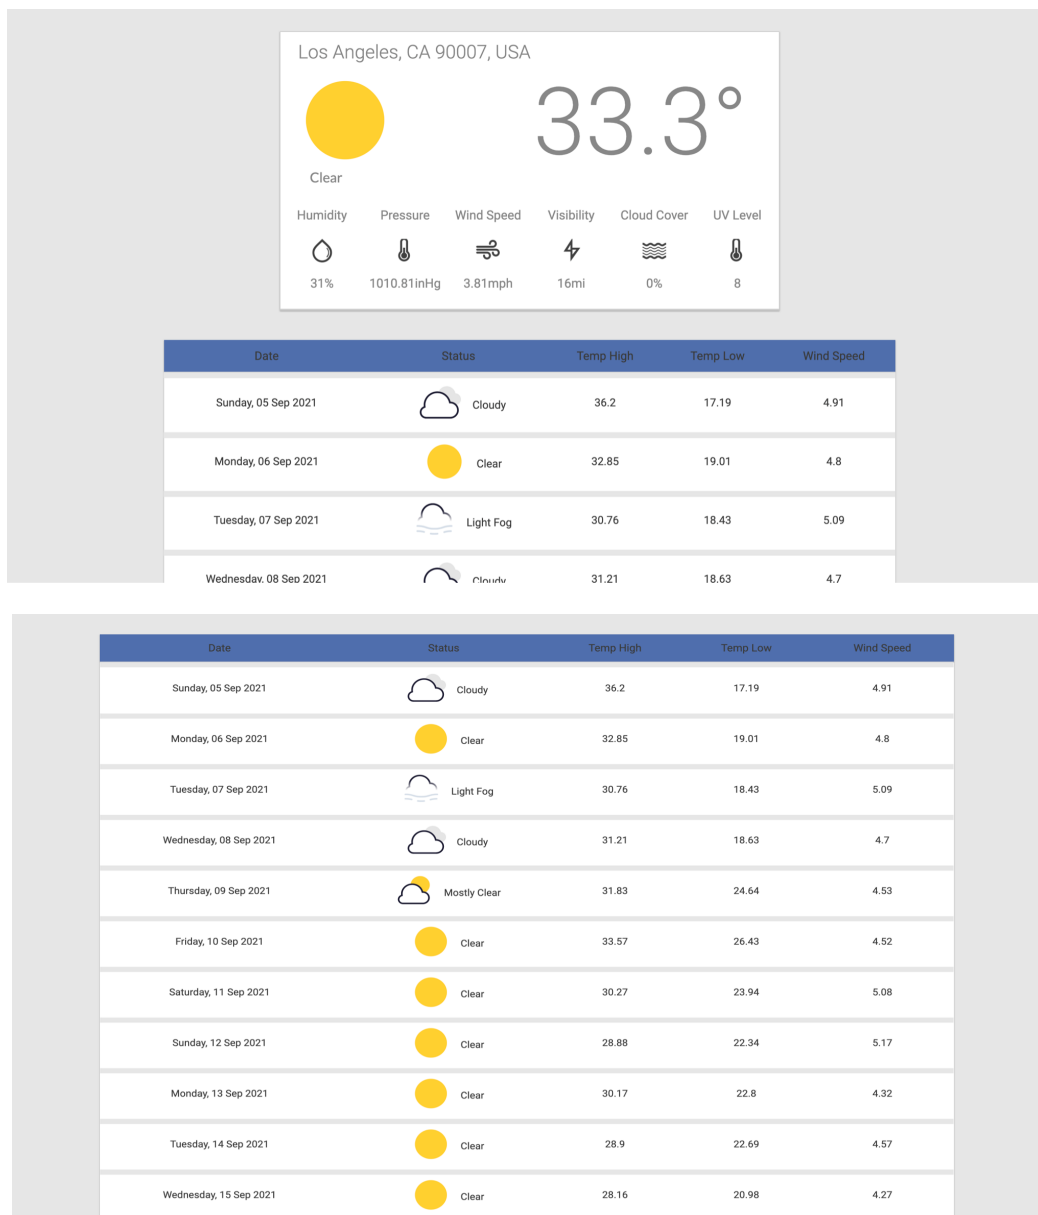 Los Angeles, CA 90007, USA
33.3°
Clear
Humidity Pressure Wind Speed Visibility Cloud Cover UV Level
31% 1010.81inHg 3.81mph 16mi 0% 8
Date Status Temp High Temp Low Wind Speed
Sunday, 05 Sep 2021 Cloudy 36.2 17.19 4.91
Monday, 06 Sep 2021 Clear 32.85 19.01 4.8
Tuesday, 07 Sep 2021 Light Fog 30.76 18.43 5.09
Wednesday, 08 Sep 2021 Cloudy 31.21 18.63 4.7
Date Status Temp High Temp Low Wind Speed
Sunday, 05 Sep 2021 Cloudy 36.2 17.19 4.91
Monday, 06 Sep 2021 Clear 32.85 19.01 4.8
Tuesday, 07 Sep 2021 Light Fog 30.76 18.43 5.09
Wednesday, 08 Sep 2021 Cloudy 31.21 18.63 4.7
Thursday, 09 Sep 2021 Mostly Clear 31.83 24.64 4.53
Friday, 10 Sep 2021 Clear 33.57 26.43 4.52
Saturday, 11 Sep 2021 Clear 30.27 23.94 5.08
Sunday, 12 Sep 2021 Clear 28.88 22.34 5.17
Monday, 13 Sep 2021 Clear 30.17 22.8 4.32
Tuesday, 14 Sep 2021 Clear 28.9 22.69 4.57
Wednesday, 15 Sep 2021 Clear 28.16 20.98 4.27